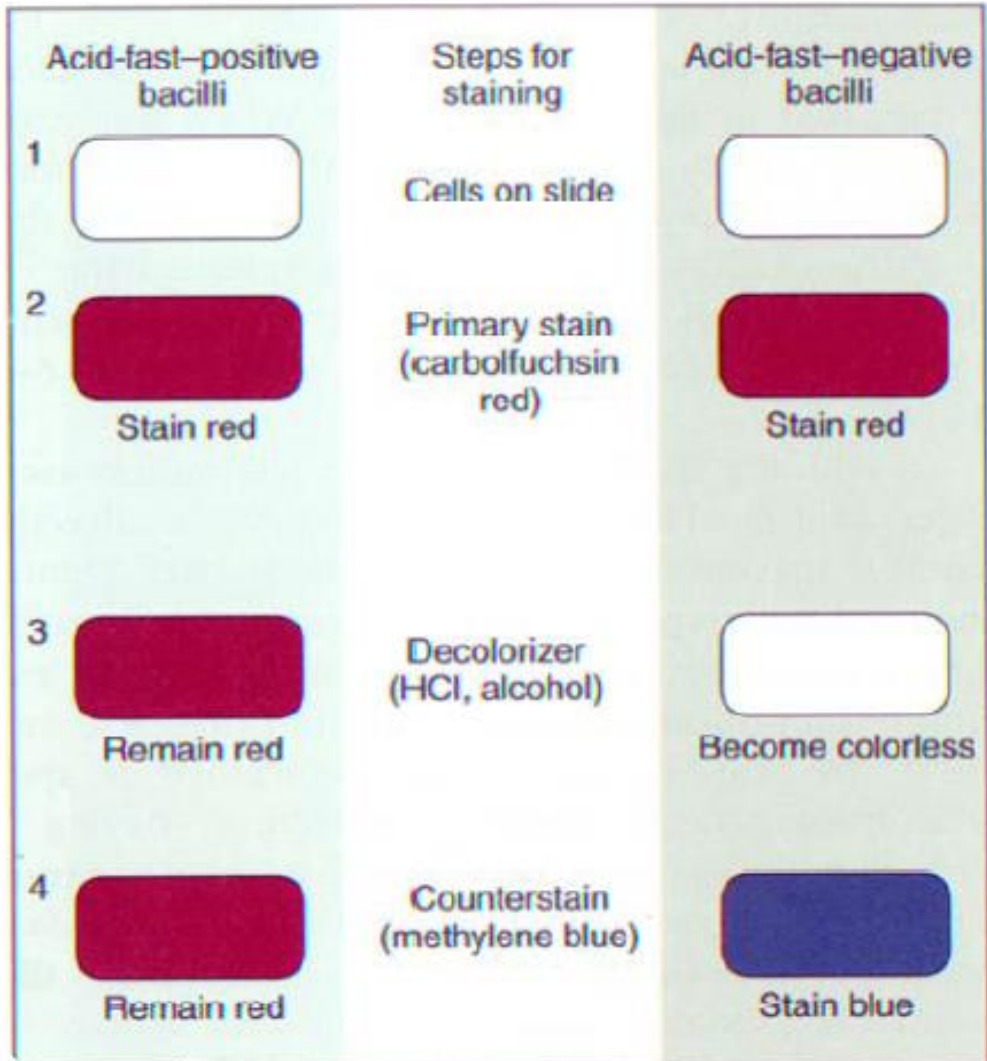 Acid-fast–positive
bacilli
Steps for
staining
Acid-fast–negative
bacilli
1
Cells on slide
2
Primary stain
(carbolfuchsin
red)
Stain red
Stain red
3
Decolorizer
(HCl, alcohol)
Remain red
Become colorless
4
Counterstain
(methylene blue)
Remain red
Stain blue